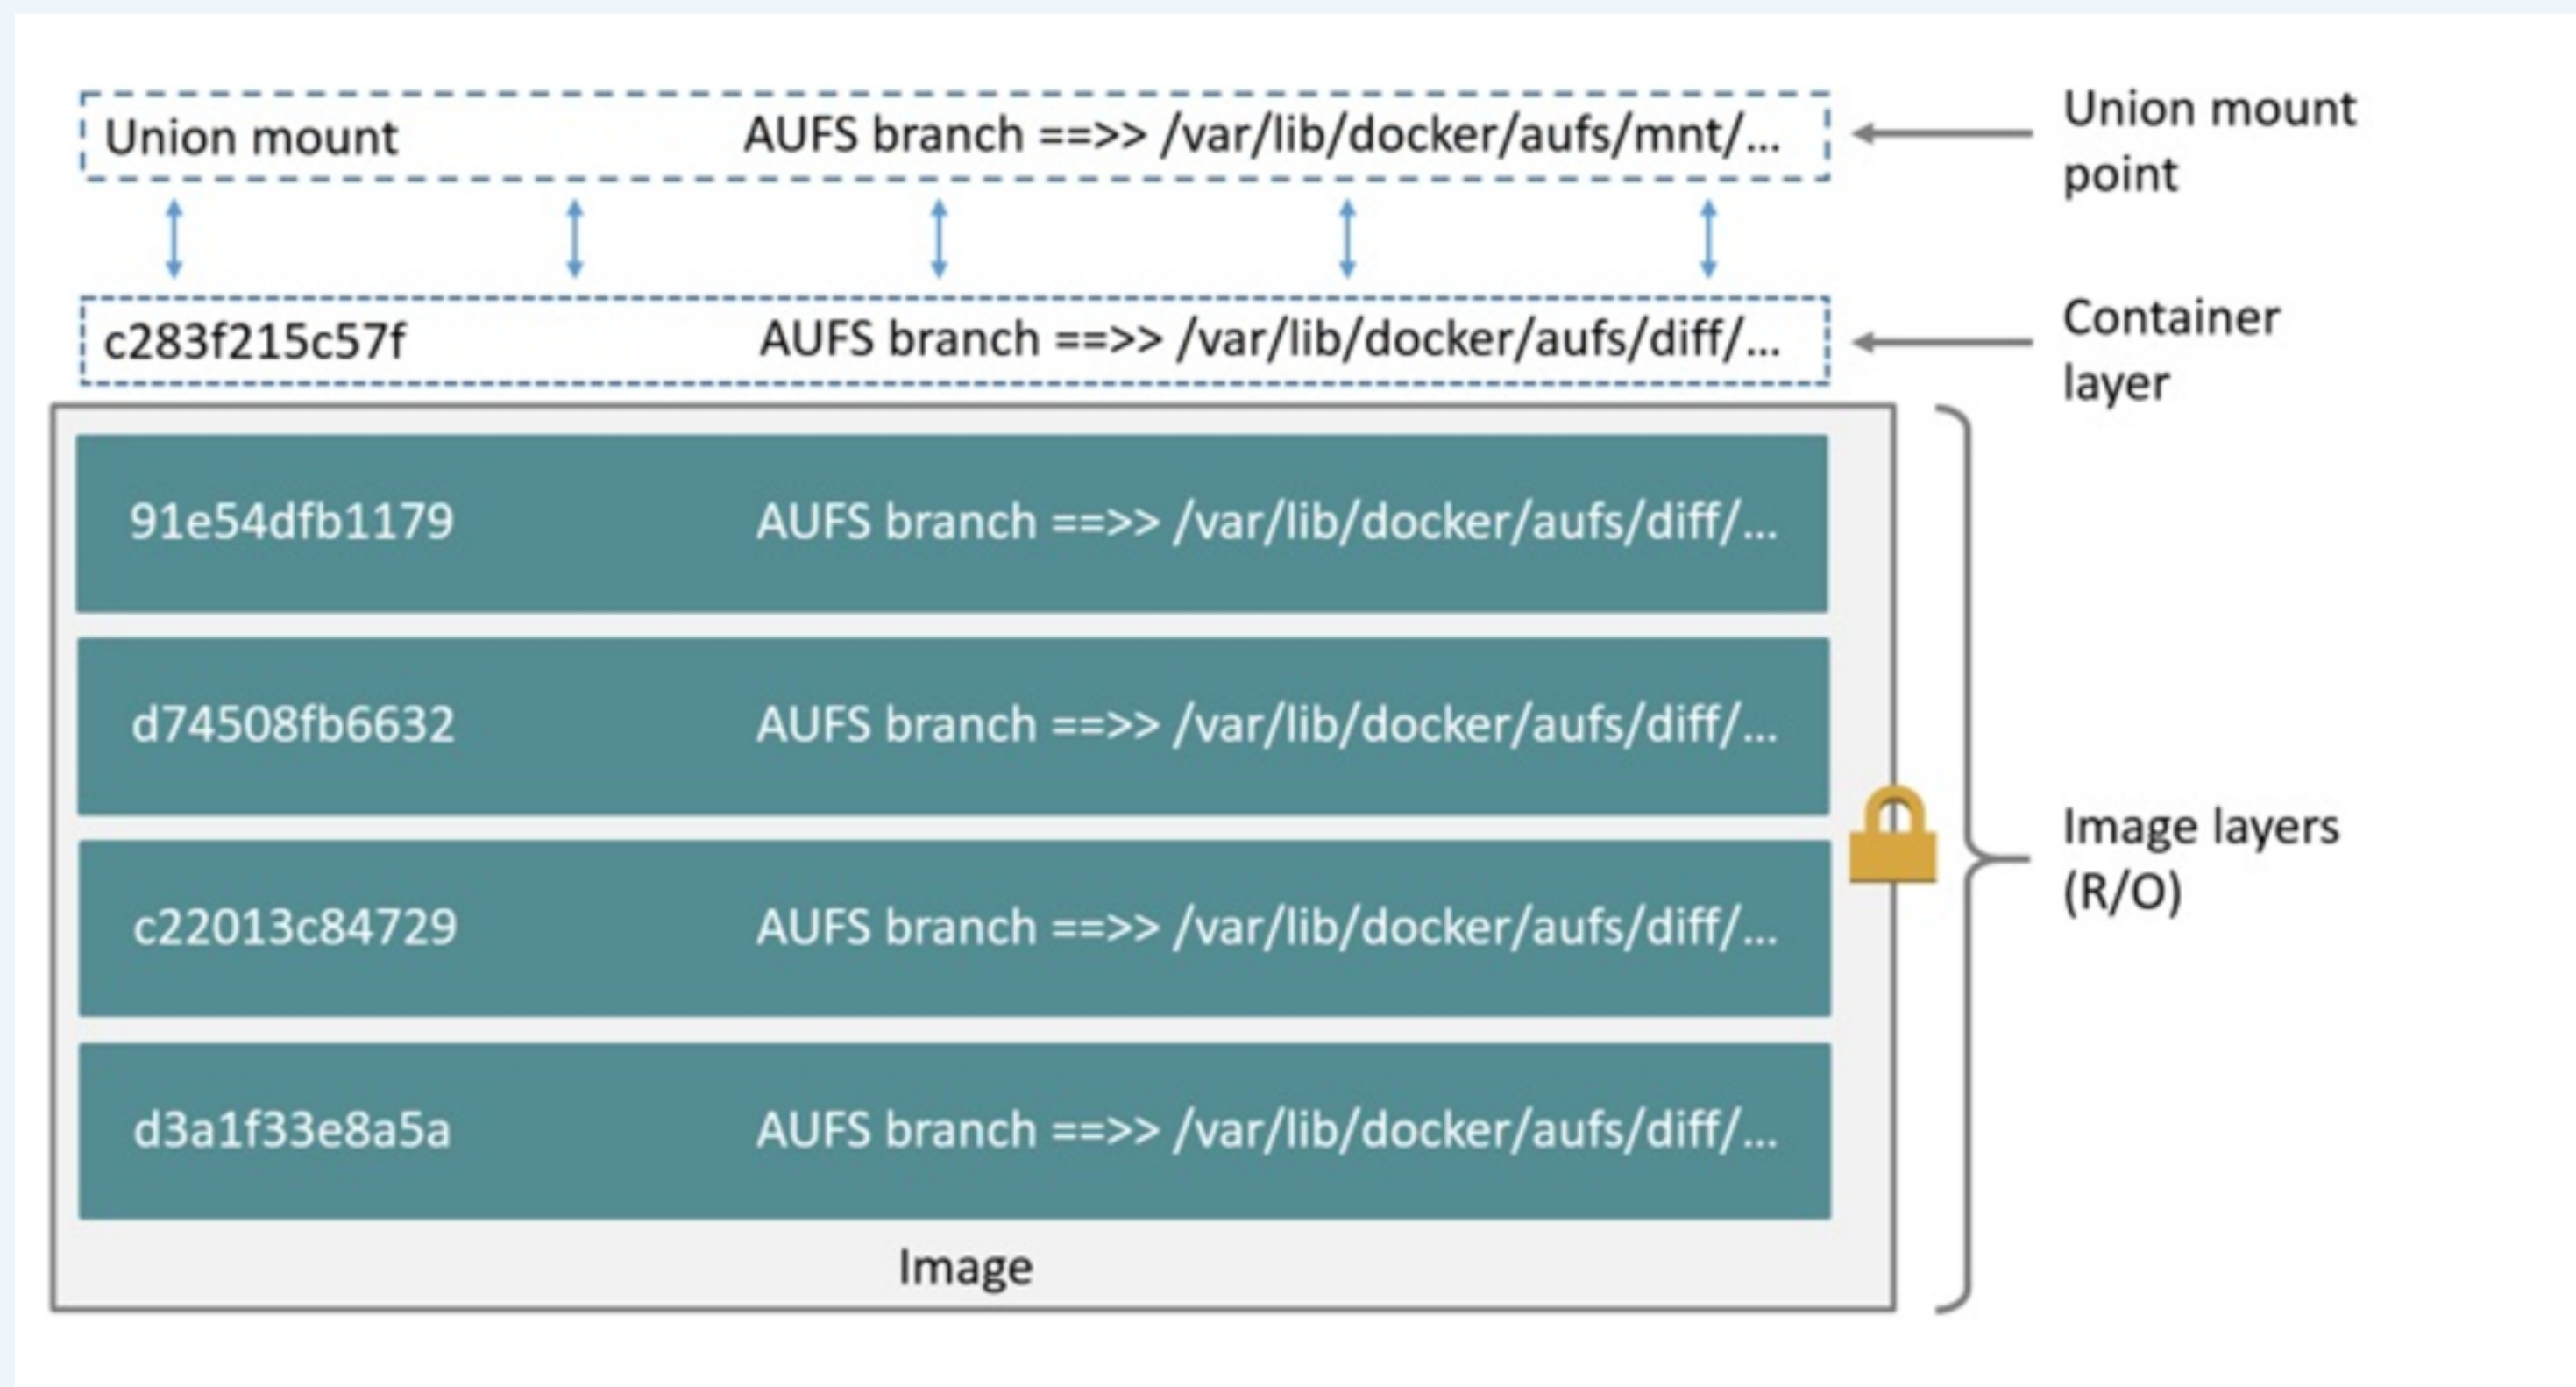 Union mount AUFS branch ==>> /var/lib/docker/aufs/mnt/...
Union mount
point
c283f215c57f AUFS branch ==>> /var/lib/docker/aufs/diff/...
Container
layer
91e54dfb1179 AUFS branch ==>> /var/lib/docker/aufs/diff/...
d74508fb6632 AUFS branch ==>> /var/lib/docker/aufs/diff/...
c22013c84729 AUFS branch ==>> /var/lib/docker/aufs/diff/...
d3a1f33e8a5a AUFS branch ==>> /var/lib/docker/aufs/diff/...
Image
Image layers
(R/O)